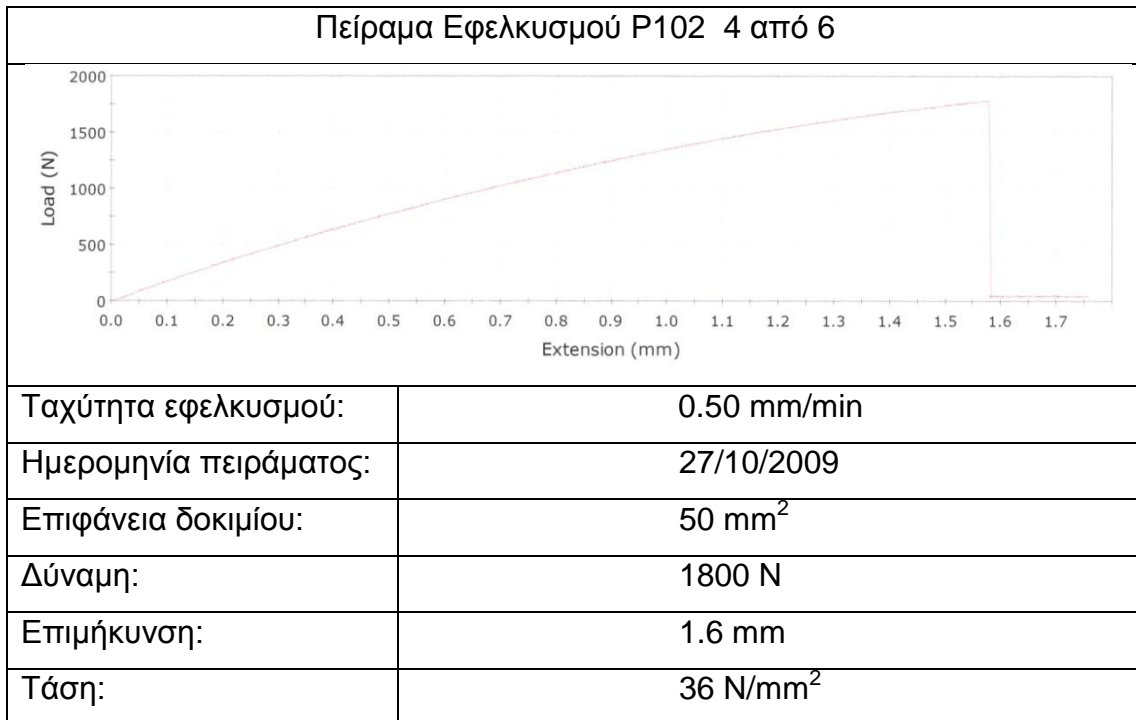 Πείραμα Εφελκυσμού P102 4 από 6
2000
1500
1000
500
0
Load (N)
0.0 0.1 0.2 0.3 0.4 0.5 0.6 0.7 0.8 0.9 1.0 1.1 1.2 1.3 1.4 1.5 1.6 1.7
Extension (mm)
Ταχύτητα εφελκυσμού: 0.50 mm/min
Ημερομηνία πειράματος: 27/10/2009
Επιφάνεια δοκιμίου: 50 mm²
Δύναμη: 1800 N
Επιμήκυνση: 1.6 mm
Τάση: 36 N/mm²